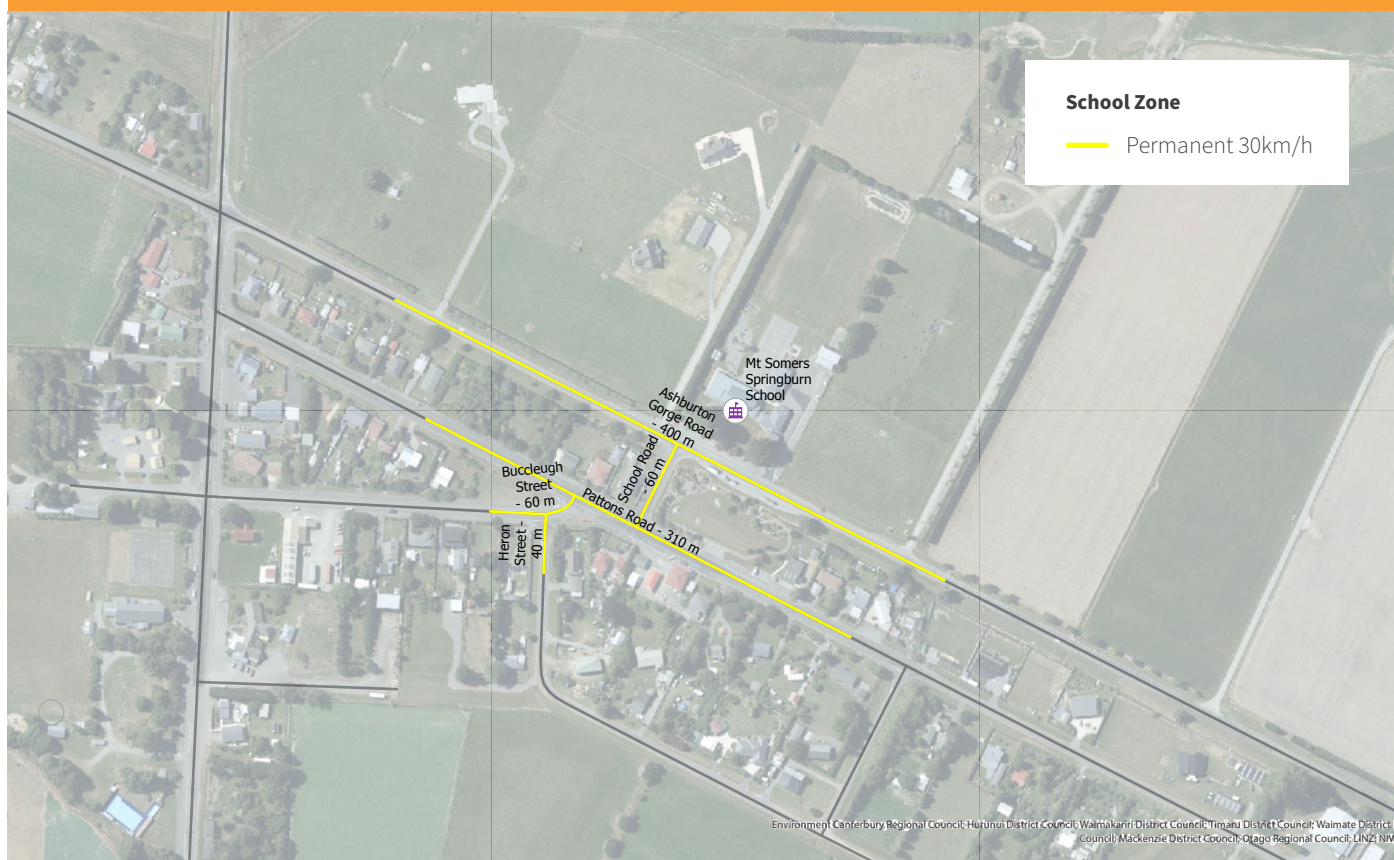 School Zone
Permanent 30km/h
Mt Somers
Springburn
School
Ashburton
Gorge Road
- 400 m
School Road
- 60 m
Buccleugh
Street
- 60 m
Pattons Road - 310 m
Heron
Street -
40 m
Environment Canterbury Regional Council; Hurunui District Council; Waimakariri District Council; Timaru District Council; Waimate District
Council; Mackenzie District Council; Otago Regional Council; LINZ; NIW